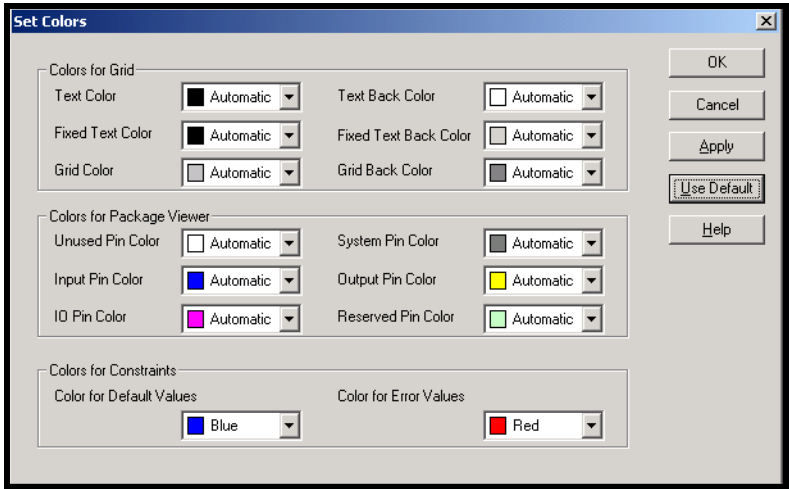 Set Colors
Colors for Grid
Text Color Automatic Text Back Color Automatic
Fixed Text Color Automatic Fixed Text Back Color Automatic
Grid Color Automatic Grid Back Color Automatic
Colors for Package Viewer
Unused Pin Color Automatic System Pin Color Automatic
Input Pin Color Automatic Output Pin Color Automatic
IO Pin Color Automatic Reserved Pin Color Automatic
Colors for Constraints
Color for Default Values Color for Error Values
Blue Red
OK
Cancel
Apply
Use Default
Help